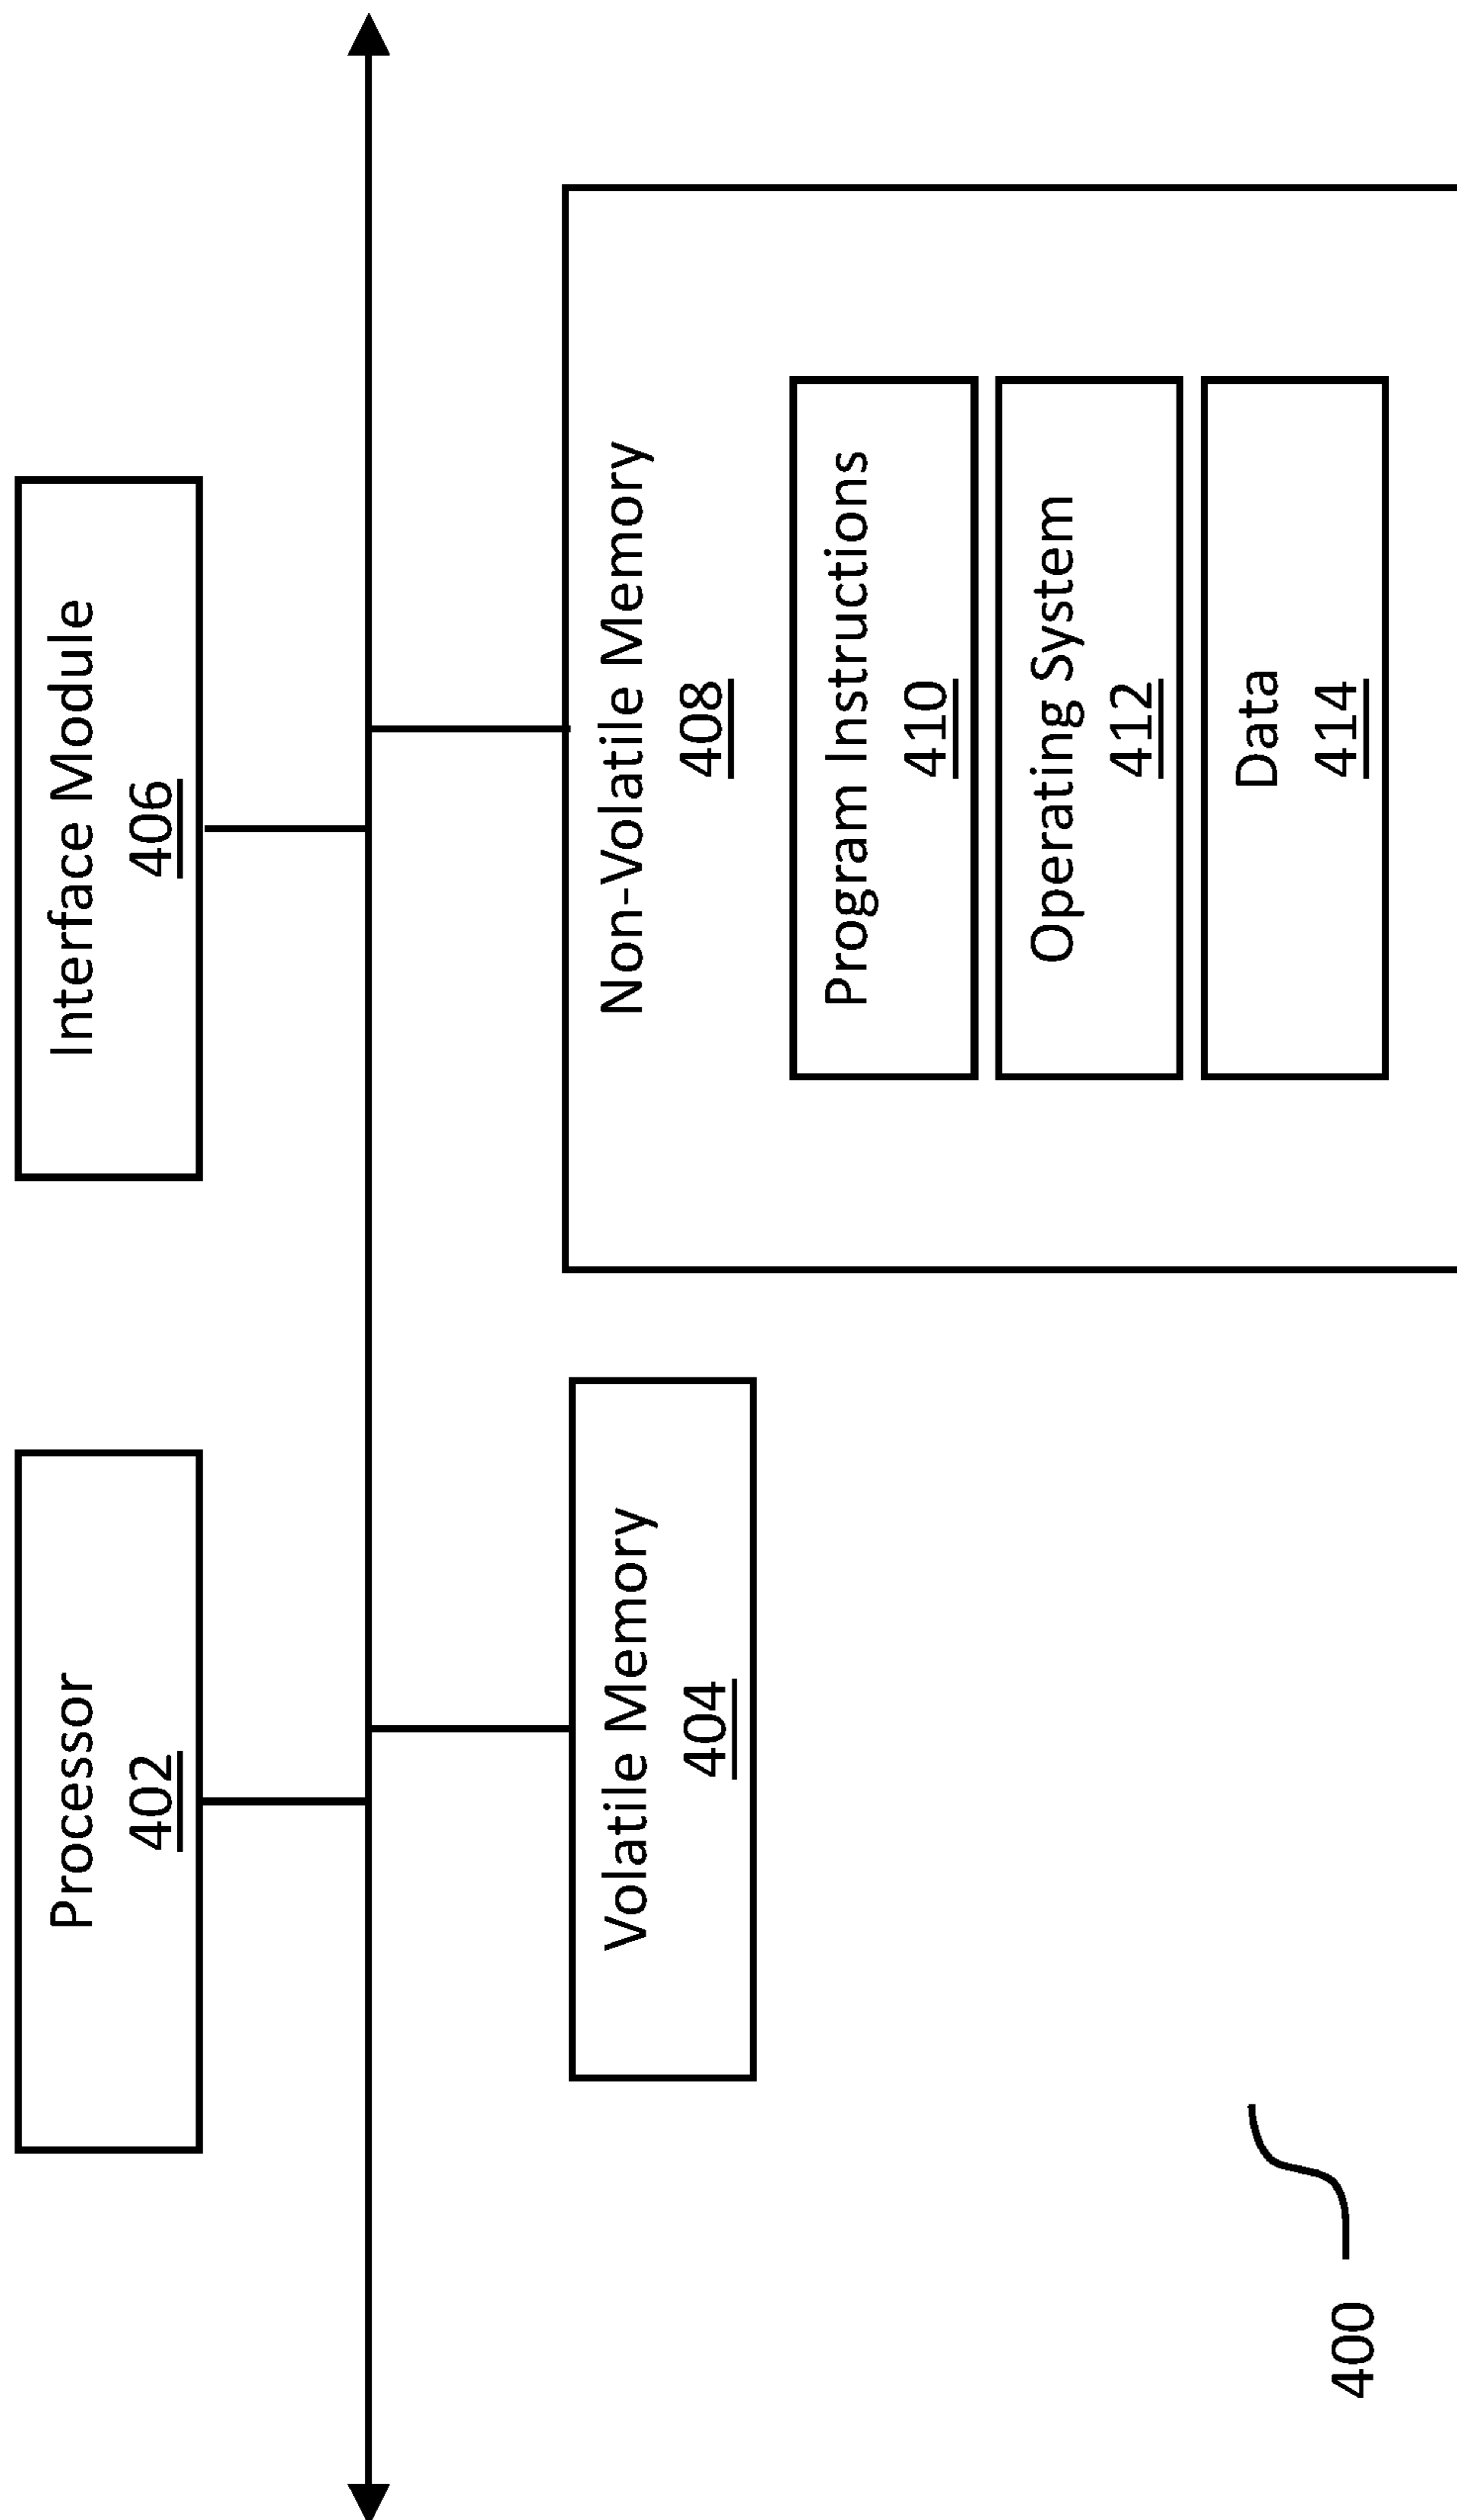 Processor
402
Interface Module
406
Volatile Memory
404
Non-Volatile Memory
408
Program Instructions
410
Operating System
412
Data
414
400